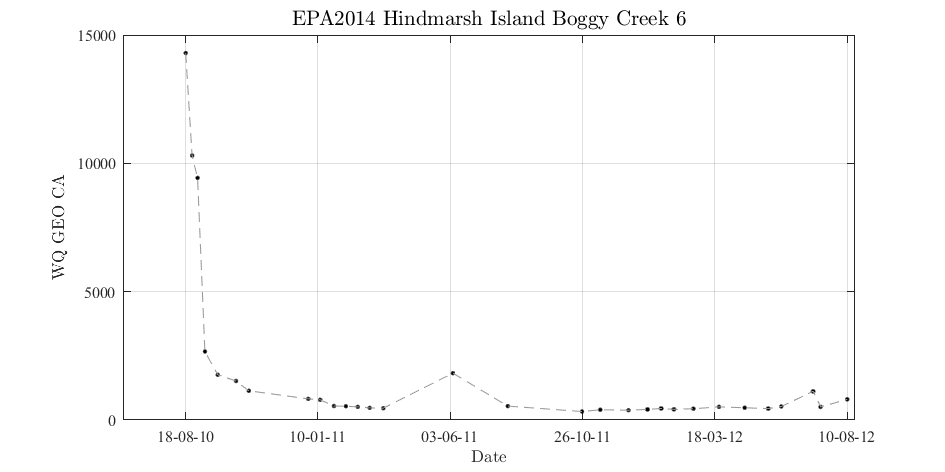 EPA2014 Hindmarsh Island Boggy Creek 6
15000
10000
5000
0
WQ GEO CA
18-08-10 10-01-11 03-06-11 26-10-11 18-03-12 10-08-12
Date